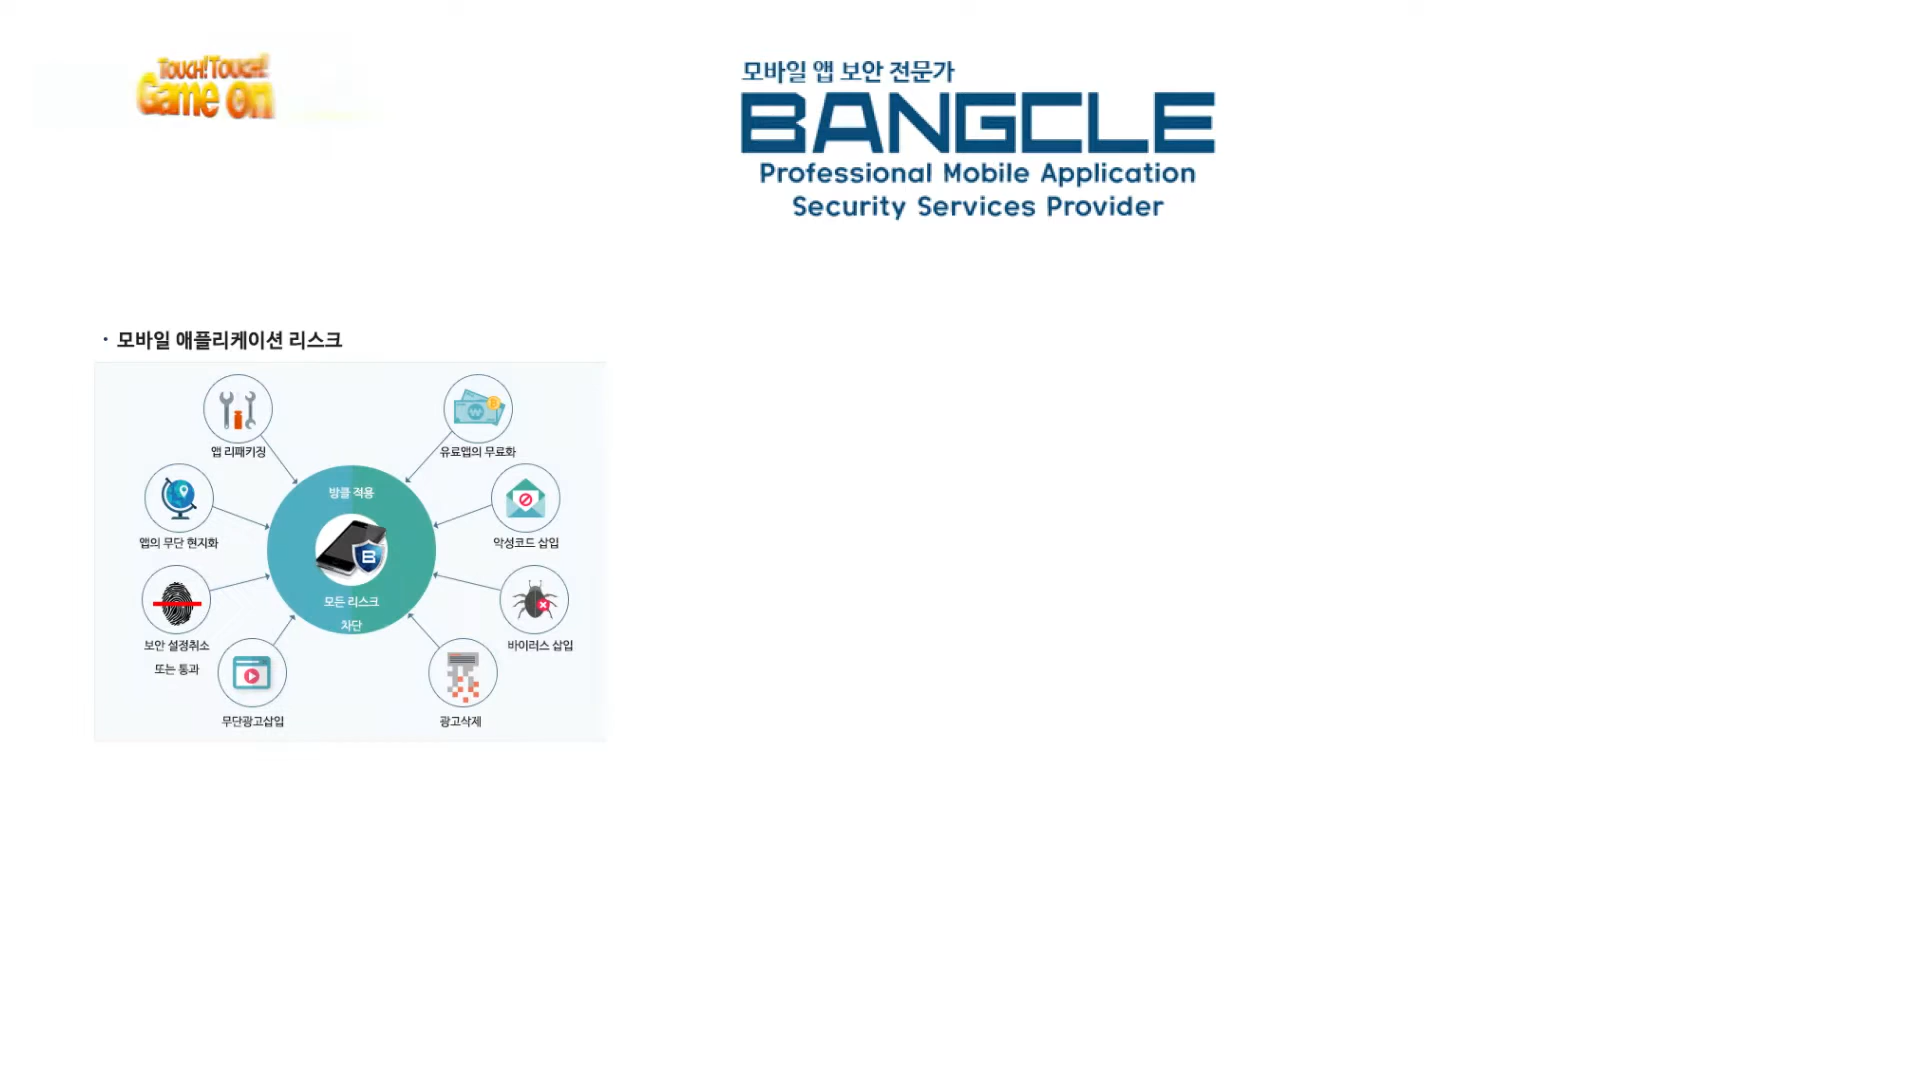 Touch! Touch!
Game On
모바일 앱 보안 전문가
BANGCLE
Professional Mobile Application
Security Services Provider
· 모바일 애플리케이션 리스크
앱 리패키징
유료앱의 무료화
방클 적용
앱의 무단 현지화
악성코드 삽입
B
모든 리스크
차단
보안 설정취소
또는 통과
바이러스 삽입
무단광고삽입
광고삭제